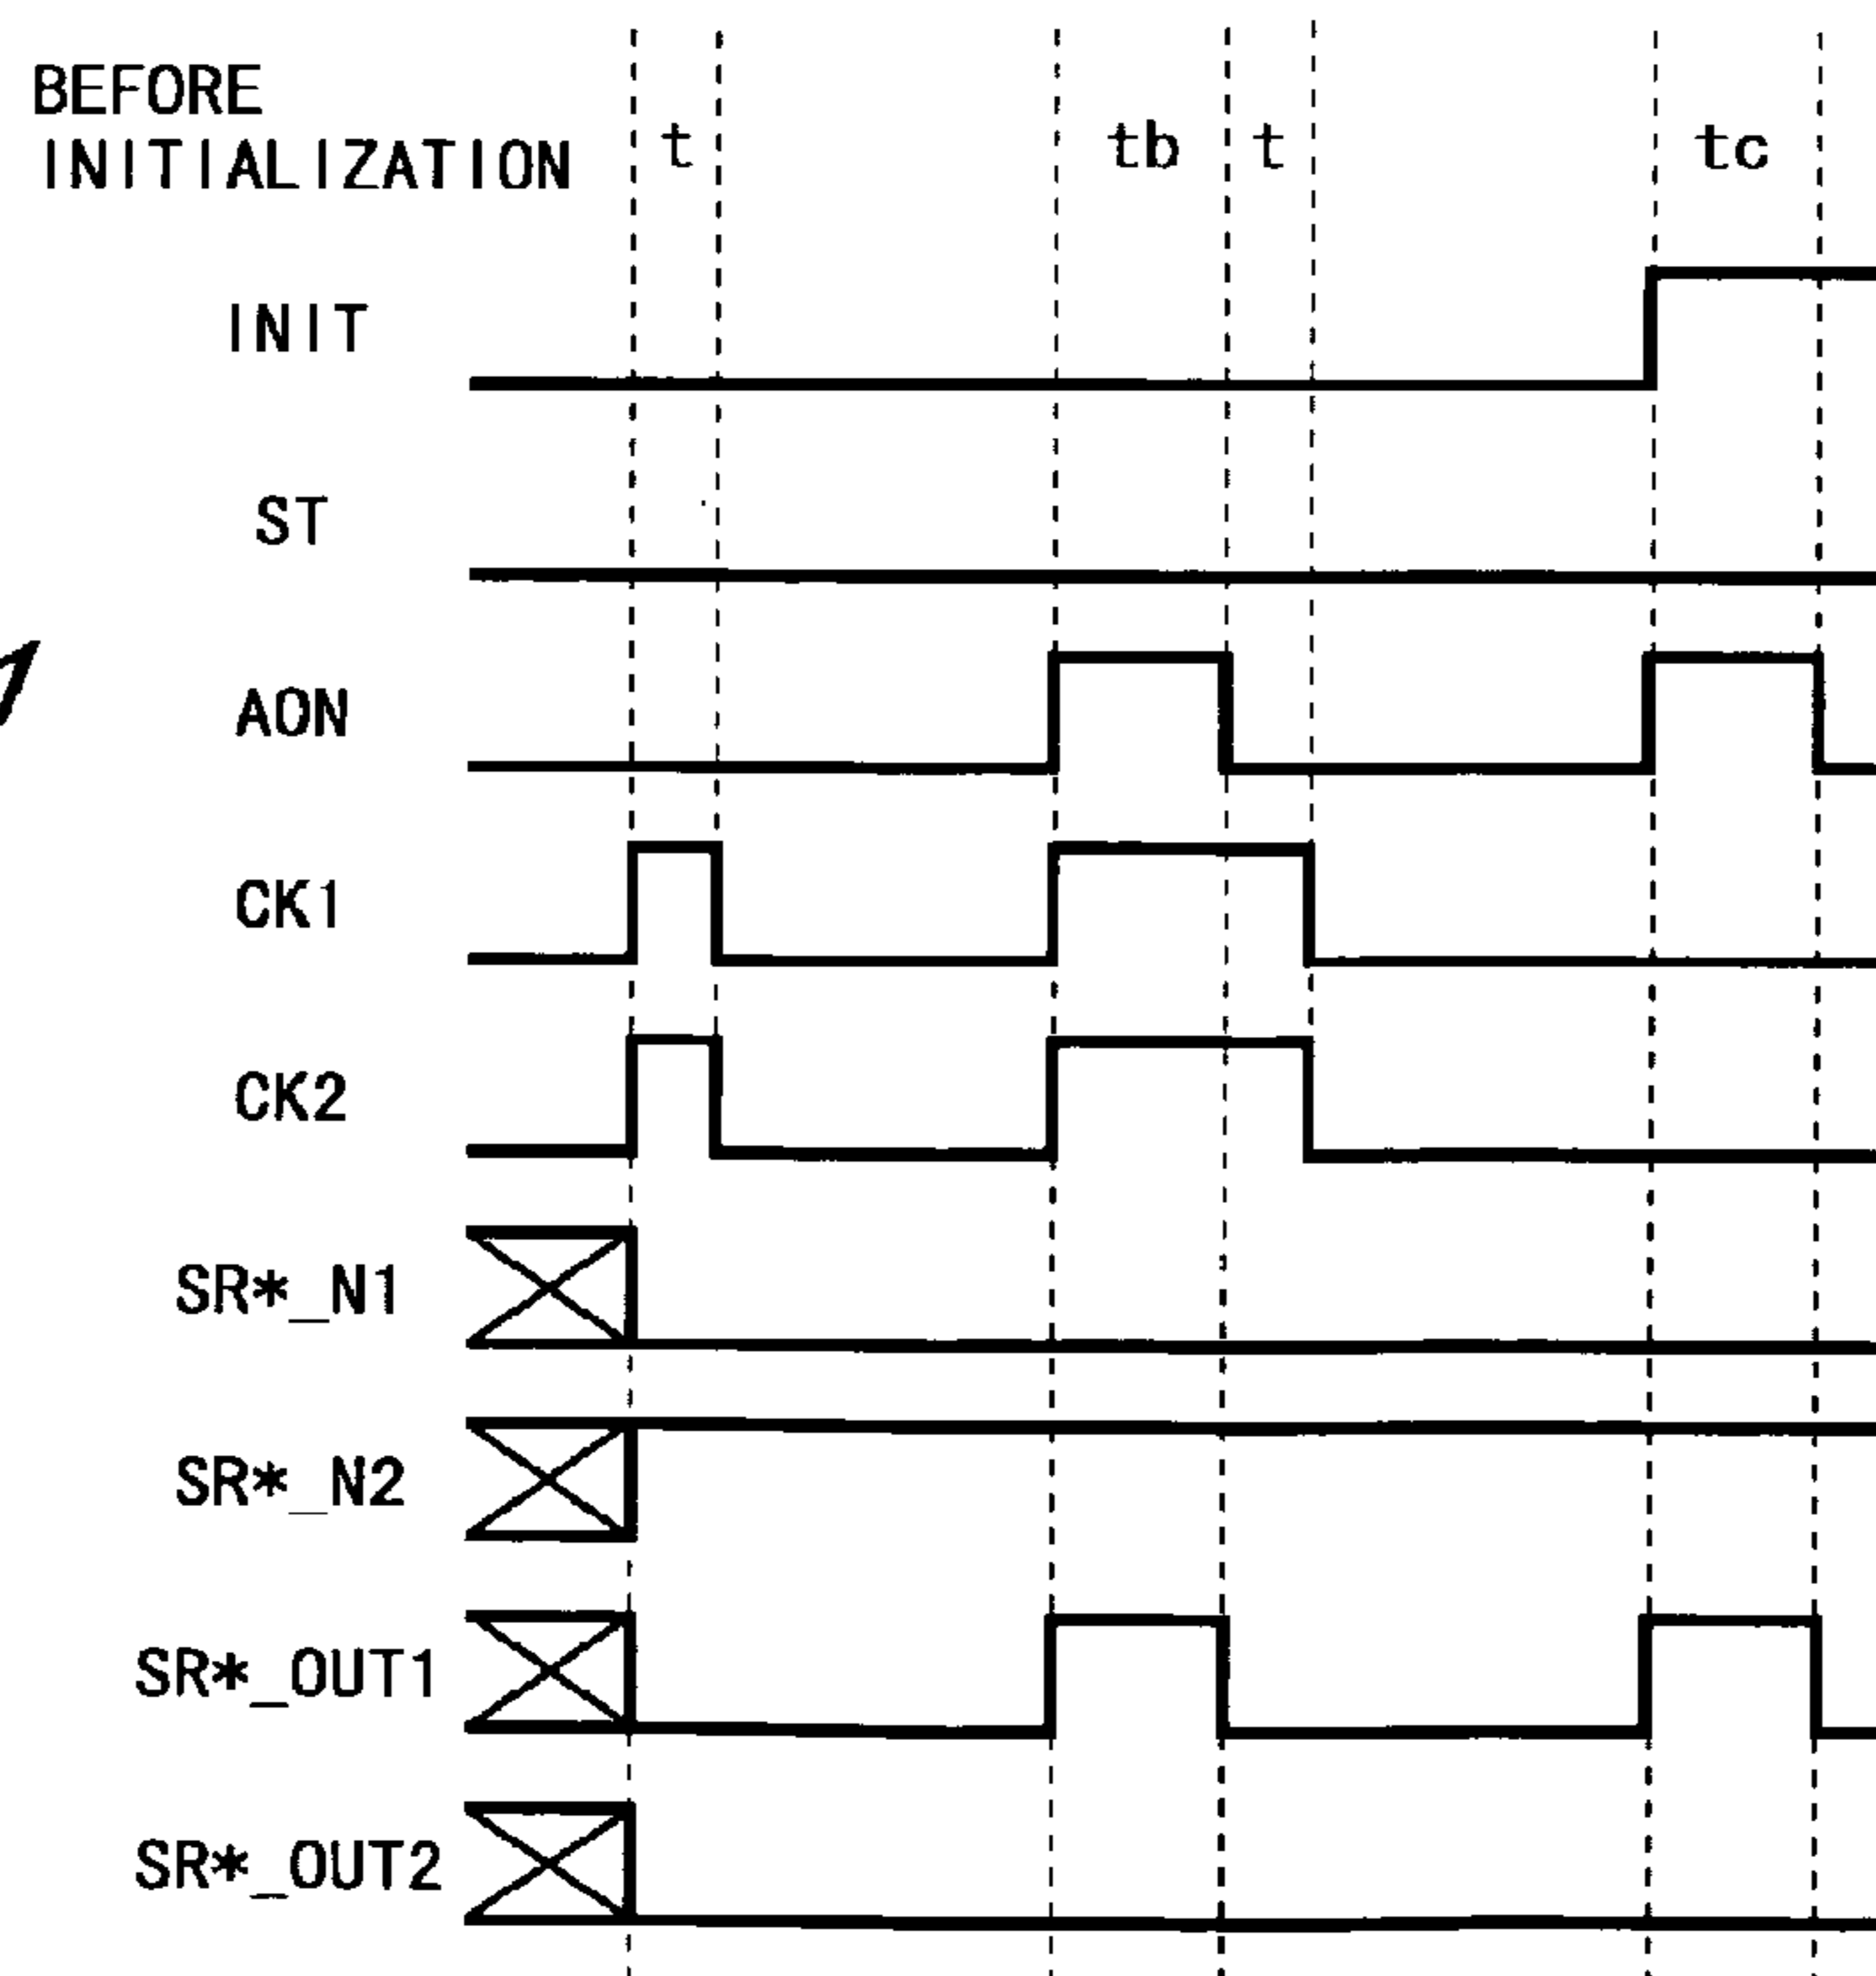 BEFORE
INITIALIZATION
t
tb
t
tc
INIT
ST
AON
CK1
CK2
SR*_N1
SR*_N2
SR*_OUT1
SR*_OUT2